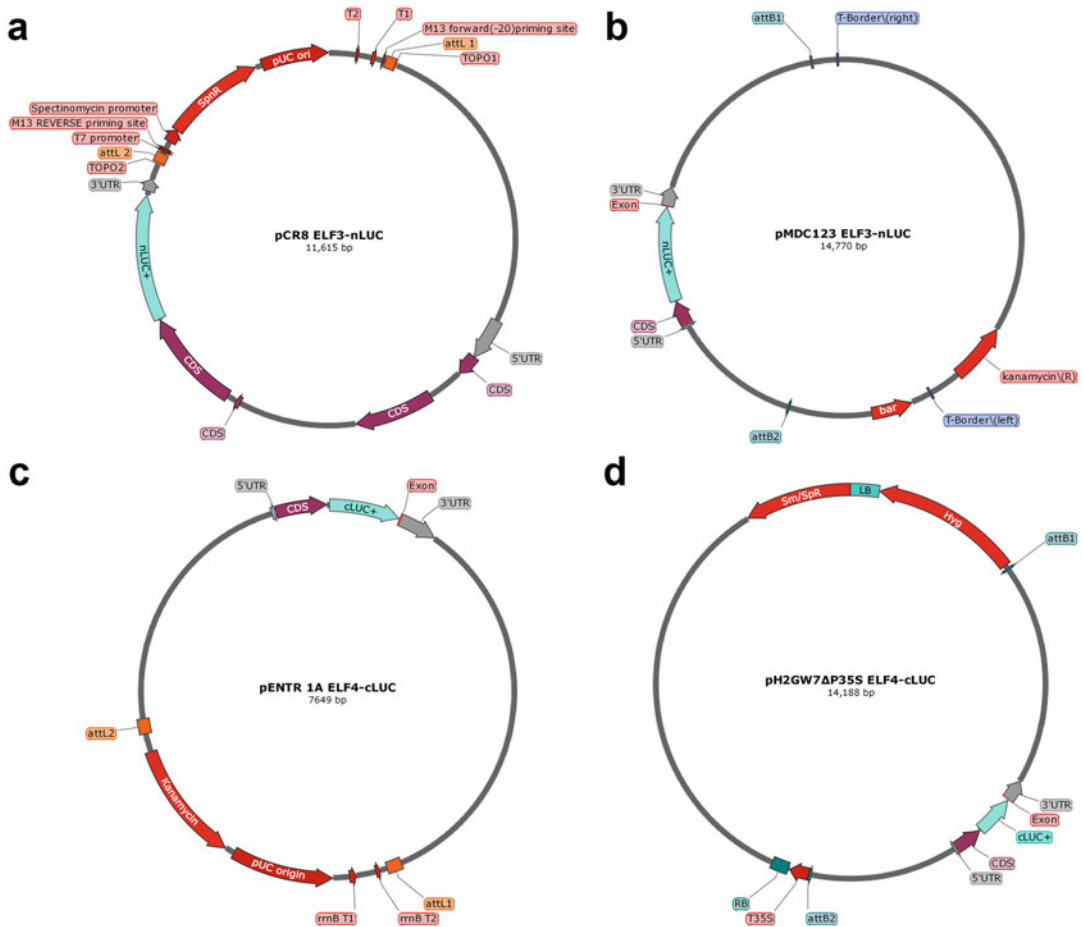 a
T2
T1
M13 forward(-20)priming site
attL 1
TOPO1
pUC ori
SpnR
Spectinomycin promoter
M13 REVERSE priming site
T7 promoter
attL 2
TOPO2
3'UTR
nLUC+
pCR8 ELF3-nLUC
11,615 bp
CDS
CDS
CDS
CDS
5'UTR
b
attB1
T-Border\(right)
3'UTR
Exon
nLUC+
pMDC123 ELF3-nLUC
14,770 bp
CDS
5'UTR
attB2
bar
T-Border\(left)
kanamycin\(R)
c
5'UTR
CDS
cLUC+
Exon
3'UTR
pENTR 1A ELF4-cLUC
7649 bp
attL2
Kanamycin
pUC origin
rrnB T1
rrnB T2
attL1
d
Sm/SpR
LB
Hyg
attB1
pH2GW7ΔP35S ELF4-cLUC
14,188 bp
3'UTR
Exon
cLUC+
CDS
5'UTR
attB2
T35S
RB